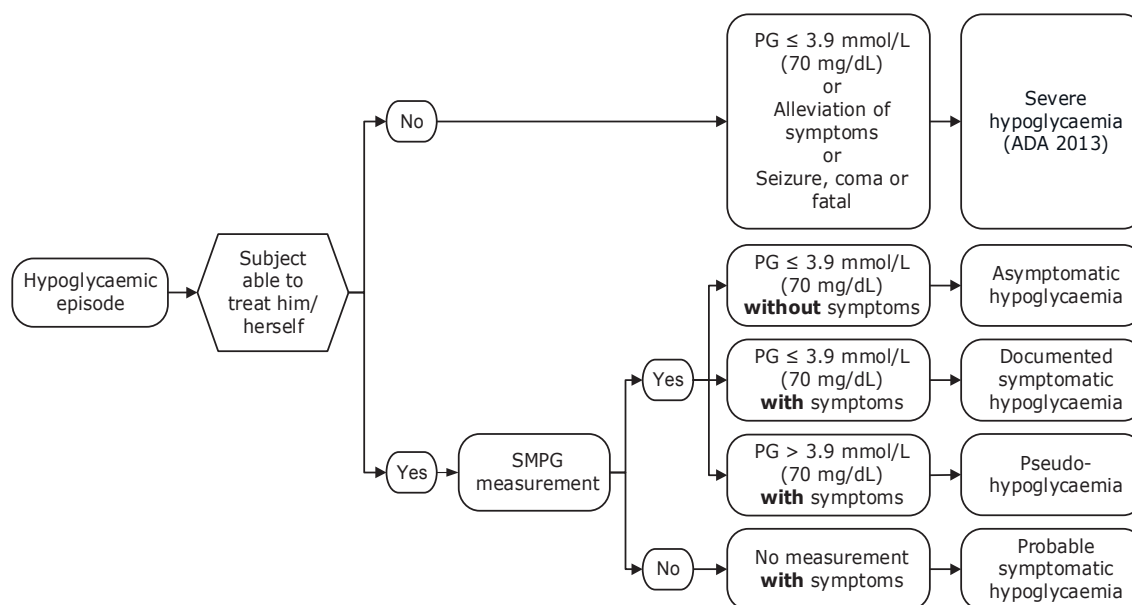 Hypoglycaemic
episode
Subject
able to
treat him/
herself
No
PG ≤ 3.9 mmol/L
(70 mg/dL)
or
Alleviation of
symptoms
or
Seizure, coma or
fatal
Severe
hypoglycaemia
(ADA 2013)
Yes
SMPG
measurement
Yes
PG ≤ 3.9 mmol/L
(70 mg/dL)
without symptoms
Asymptomatic
hypoglycaemia
PG ≤ 3.9 mmol/L
(70 mg/dL)
with symptoms
Documented
symptomatic
hypoglycaemia
PG > 3.9 mmol/L
(70 mg/dL)
with symptoms
Pseudo-
hypoglycaemia
No
No measurement
with symptoms
Probable
symptomatic
hypoglycaemia